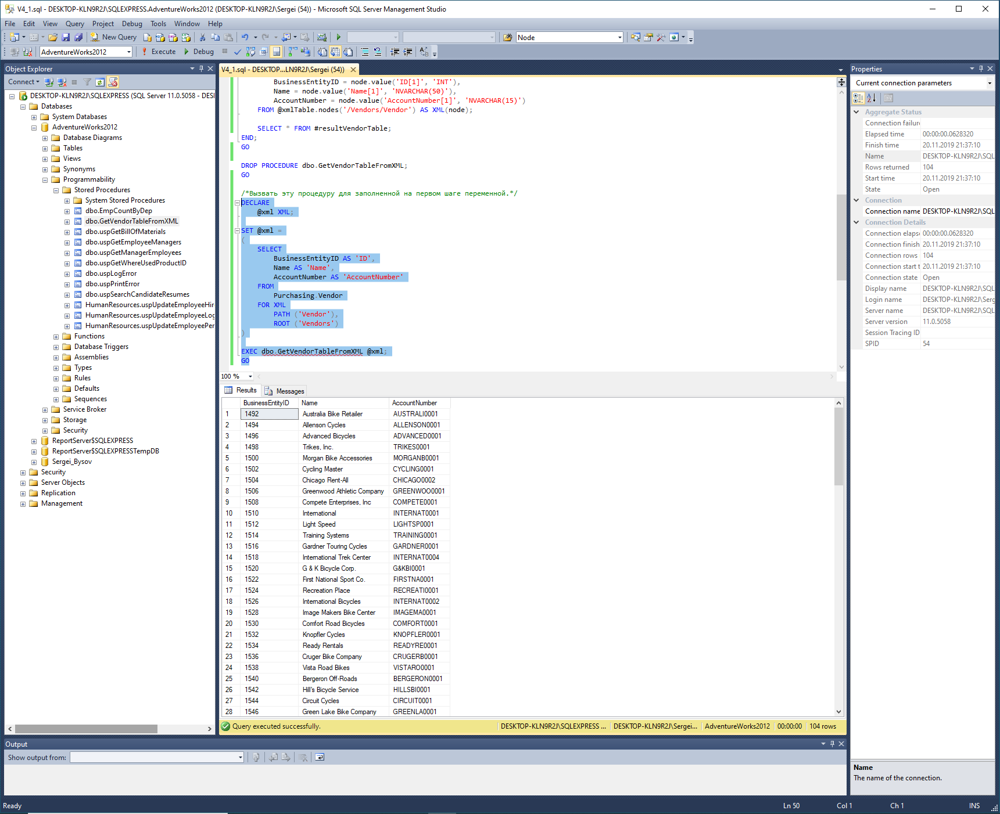 V4_1.sql - DESKTOP-KLN9R2J\SQLEXPRESS.AdventureWorks2012 (DESKTOP-KLN9R2J\Sergei (54)) - Microsoft SQL Server Management Studio
File Edit View Query Project Debug Tools Window Help
New Query
Node
AdventureWorks2012
Execute
Debug
Object Explorer
Connect
DESKTOP-KLN9R2J\SQLEXPRESS (SQL Server 11.0.5058 - DES
Databases
System Databases
AdventureWorks2012
Database Diagrams
Tables
Views
Synonyms
Programmability
Stored Procedures
System Stored Procedures
dbo.EmpCountByDep
dbo.GetVendorTableFromXML
dbo.uspGetBillOfMaterials
dbo.uspGetEmployeeManagers
dbo.uspGetManagerEmployees
dbo.uspGetWhereUsedProductID
dbo.uspLogError
dbo.uspPrintError
dbo.uspSearchCandidateResumes
HumanResources.uspUpdateEmployeeHir
HumanResources.uspUpdateEmployeeLog
HumanResources.uspUpdateEmployeePer
Functions
Database Triggers
Assemblies
Types
Rules
Defaults
Sequences
Service Broker
Storage
Security
ReportServer$SQLEXPRESS
ReportServer$SQLEXPRESSTempDB
Sergei_Bysov
Security
Server Objects
Replication
Management
V4_1.sql - DESKTOP...LN9R2J\Sergei (54))
BusinessEntityID = node.value('ID[1]', 'INT'),
Name = node.value('Name[1]', 'NVARCHAR(50)'),
AccountNumber = node.value('AccountNumber[1]', 'NVARCHAR(15)')
FROM @xmlTable.nodes('/Vendors/Vendor') AS XML(node);
SELECT * FROM #resultVendorTable;
END;
GO
DROP PROCEDURE dbo.GetVendorTableFromXML;
GO
/*Вызвать эту процедуру для заполненной на первом шаге переменной.*/
DECLARE
@xml XML;
SET @xml =
(
SELECT
BusinessEntityID AS 'ID',
Name AS 'Name',
AccountNumber AS 'AccountNumber'
FROM
Purchasing.Vendor
FOR XML
PATH ('Vendor'),
ROOT ('Vendors')
)
EXEC dbo.GetVendorTableFromXML @xml;
GO
100 %
Results Messages
BusinessEntityID Name AccountNumber
1 1492 Australia Bike Retailer AUSTRALI0001
2 1494 Allenson Cycles ALLENSON0001
3 1496 Advanced Bicycles ADVANCED0001
4 1498 Trikes, Inc. TRIKES0001
5 1500 Morgan Bike Accessories MORGANB0001
6 1502 Cycling Master CYCLING0001
7 1504 Chicago Rent-All CHICAGO0002
8 1506 Greenwood Athletic Company GREENWOO0001
9 1508 Compete Enterprises, Inc COMPETE0001
10 1510 International INTERNAT0001
11 1512 Light Speed LIGHTSP0001
12 1514 Training Systems TRAINING0001
13 1516 Gardner Touring Cycles GARDNER0001
14 1518 International Trek Center INTERNAT0004
15 1520 G & K Bicycle Corp. G&KBI0001
16 1522 First National Sport Co. FIRSTNA0001
17 1524 Recreation Place RECREATI0001
18 1526 International Bicycles INTERNAT0002
19 1528 Image Makers Bike Center IMAGEMA0001
20 1530 Comfort Road Bicycles COMFORT0001
21 1532 Knopfler Cycles KNOPFLER0001
22 1534 Ready Rentals READYRE0001
23 1536 Cruger Bike Company CRUGERB0001
24 1538 Vista Road Bikes VISTARO0001
25 1540 Bergeron Off-Roads BERGERON0001
26 1542 Hill's Bicycle Service HILLSBI0001
27 1544 Circuit Cycles CIRCUIT0001
28 1546 Green Lake Bike Company GREENLA0001
Query executed successfully. DESKTOP-KLN9R2J\SQLEXPRESS ... DESKTOP-KLN9R2J\Sergei... AdventureWorks2012 00:00:00 104 rows
Properties
Current connection parameters
Aggregate Status
Connection failure
Elapsed time 00:00:00.0628320
Finish time 20.11.2019 21:37:10
Name DESKTOP-KLN9R2J\SQL
Rows returned 104
Start time 20.11.2019 21:37:10
State Open
Connection
Connection name DESKTOP-KLN9R2J\SQL
Connection Details
Connection elaps 00:00:00.0628320
Connection finish 20.11.2019 21:37:10
Connection rows 104
Connection start t 20.11.2019 21:37:10
Connection state Open
Display name DESKTOP-KLN9R2J\SQL
Login name DESKTOP-KLN9R2J\Serg
Server name DESKTOP-KLN9R2J\SQL
Server version 11.0.5058
Session Tracing ID
SPID 54
Name
The name of the connection.
Output
Show output from:
Ready
Ln 50 Col 1 Ch 1 INS